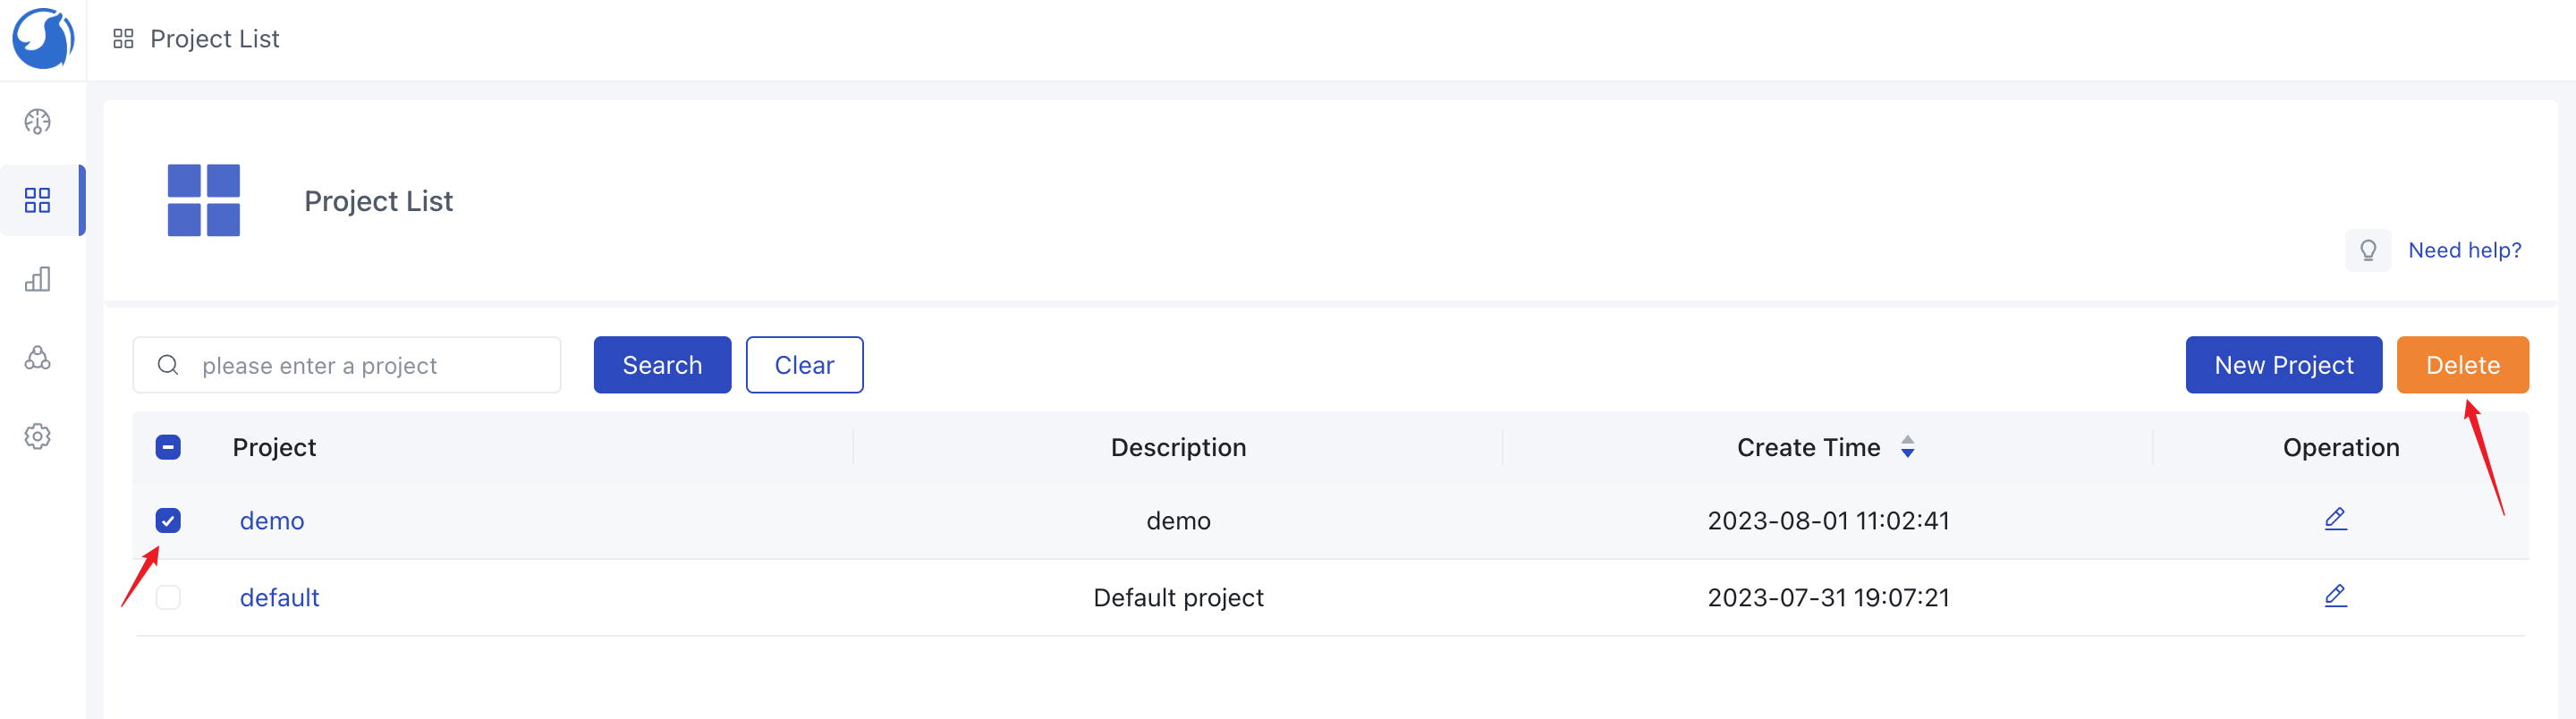 Project List
Project List
Need help?
please enter a project
Search
Clear
New Project
Delete
Project Description Create Time Operation
demo demo 2023-08-01 11:02:41
default Default project 2023-07-31 19:07:21